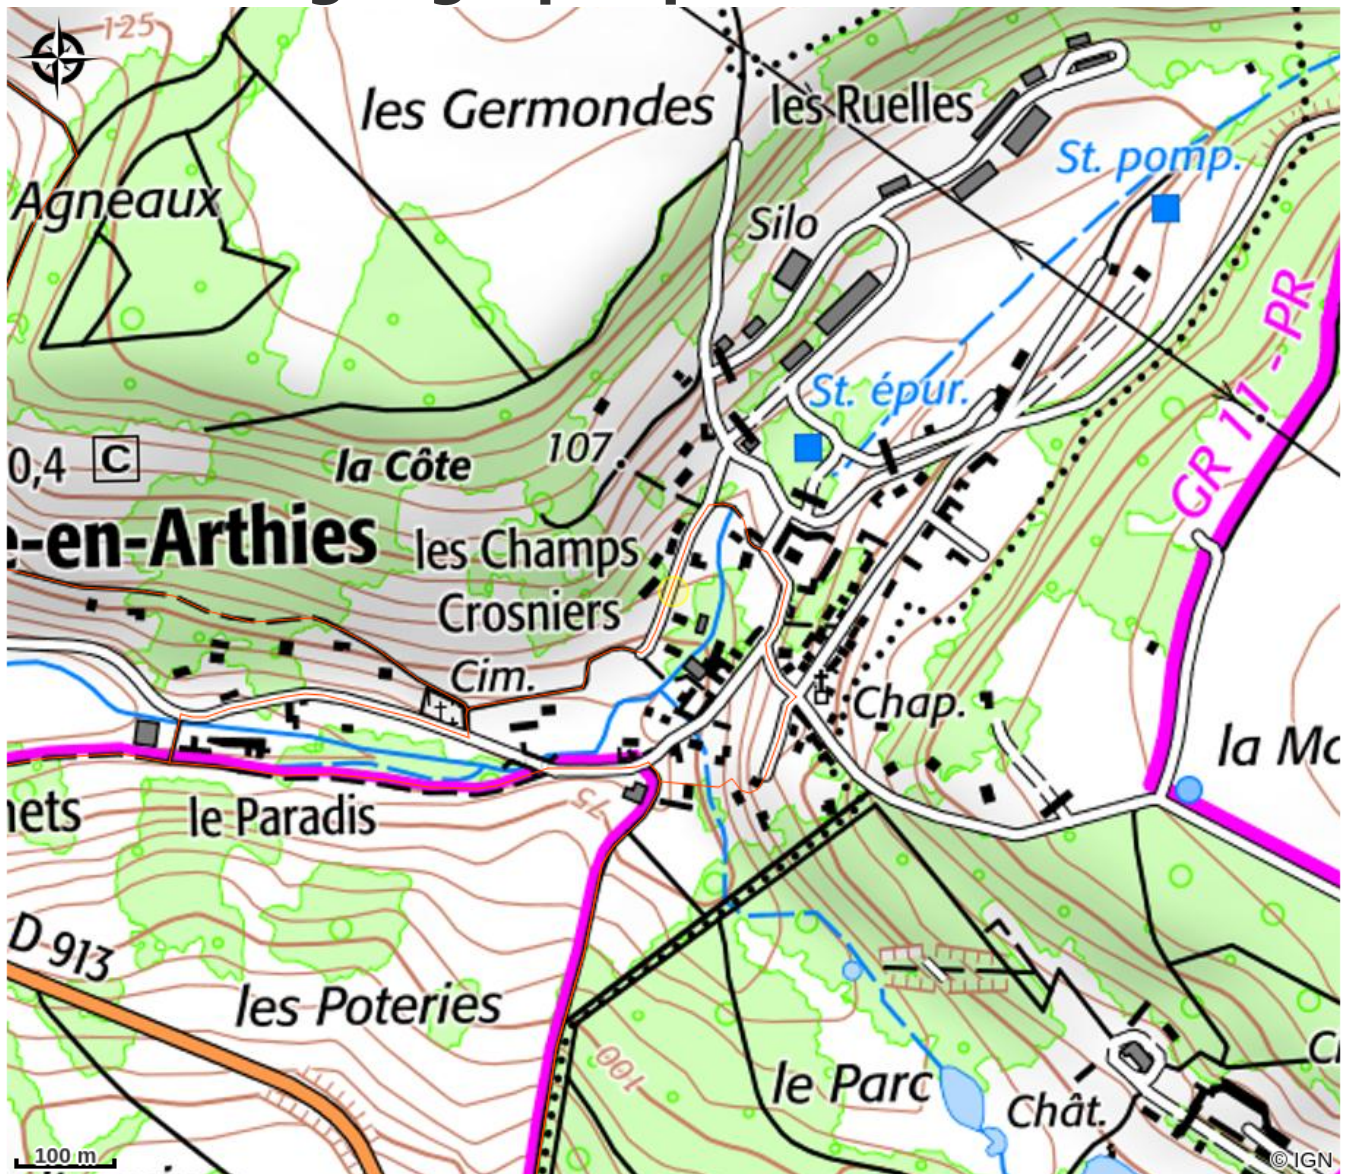 125
les Germondes
les Ruelles
St. pomp.
Agneaux
Silo
GR 11 - PR
St. épur.
107
0,4 C
la Côte
e-en-Arthies
les Champs
Crosniers
Cim.
Chap.
la Mo
nets
le Paradis
75
D 913
les Poteries
100
le Parc
Chât.
100 m
© IGN